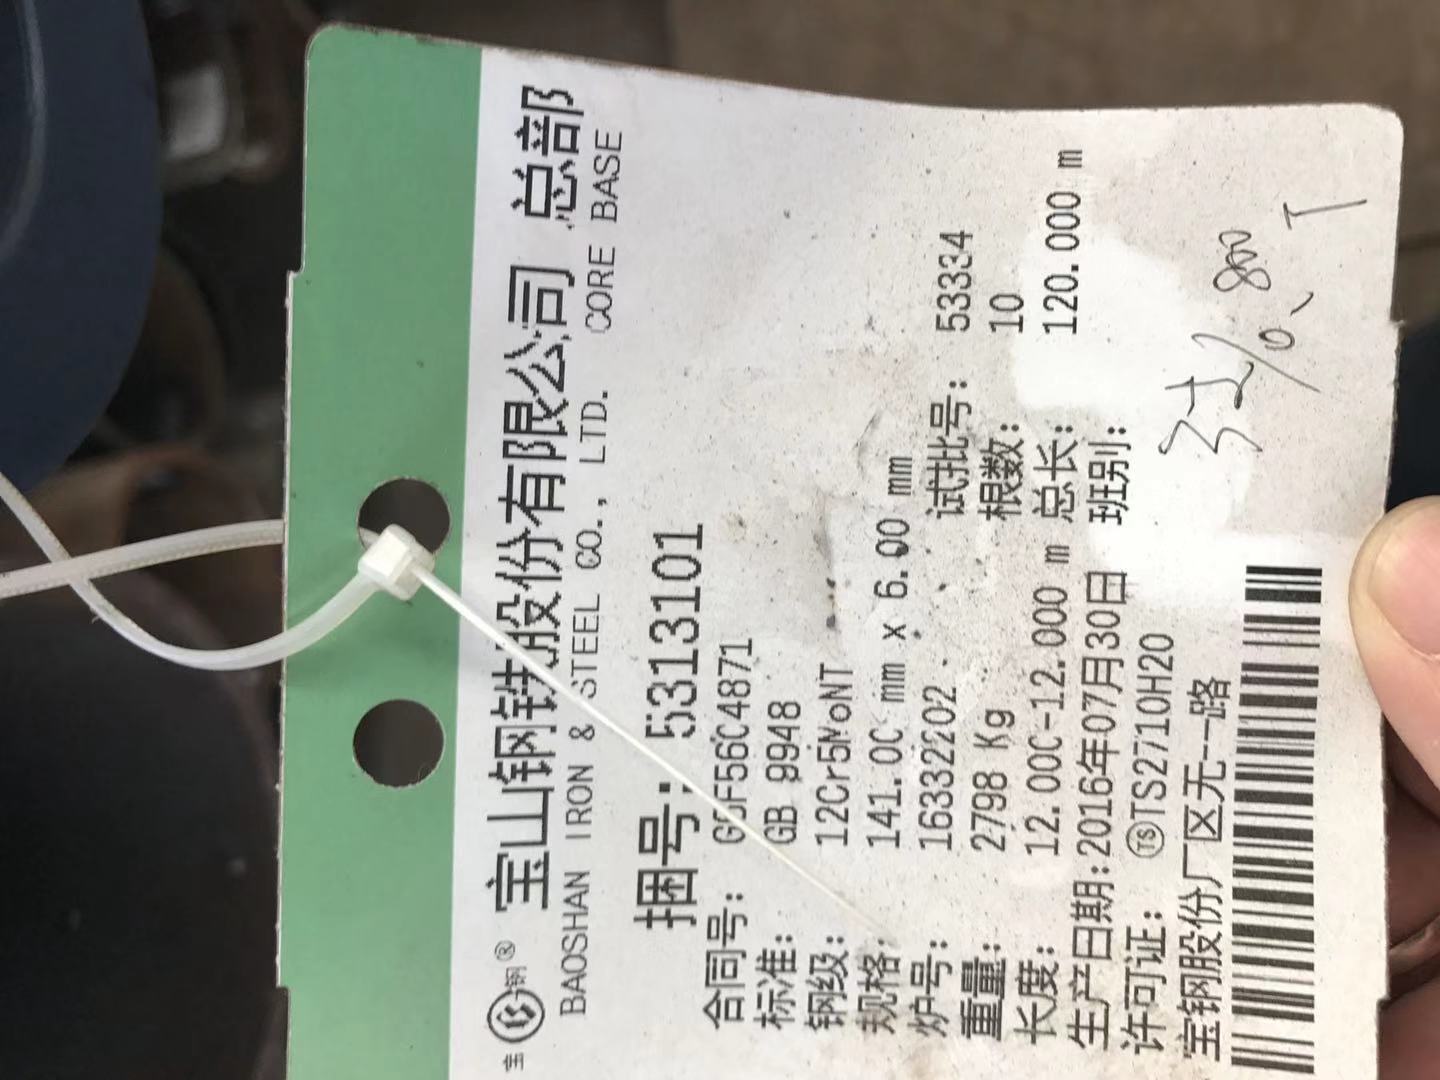 宝钢® 宝山钢铁股份有限公司 总部
BAOSHAN IRON & STEEL CO., LTD. CORE BASE
捆号: 5313101
合同号: G5F56C4871
标准: GB 9948
钢级: 12Cr5MoNT
规格: 141.00 mm x 6.00 mm
炉号: 16332202 试批号: 53334
重量: 2798 Kg 根数: 10
长度: 12.000-12.000 m 总长: 120.000 m
生产日期: 2016年07月30日 班别:
许可证: TSTS2710H20
宝钢股份厂区无一路